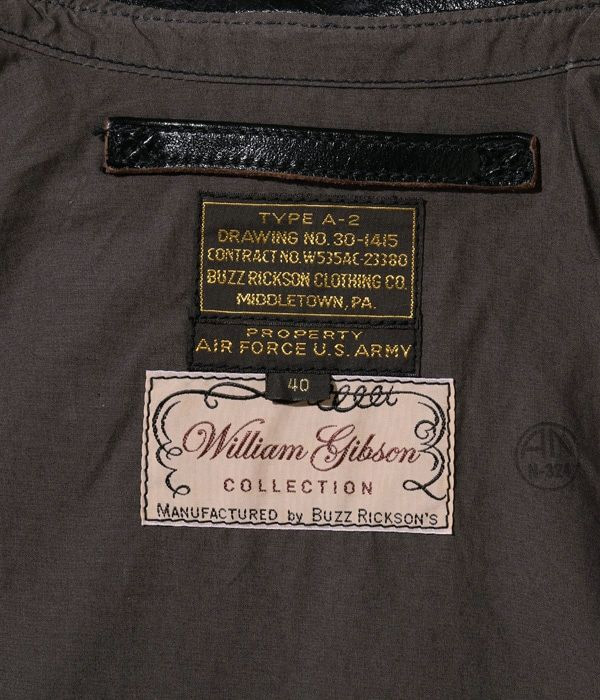 TYPE A-2
DRAWING NO. 30-1415
CONTRACT NO. W535AC-23380
BUZZ RICKSON CLOTHING CO.
MIDDLETOWN, PA.
PROPERTY
AIR FORCE U.S. ARMY
40
William Gibson
COLLECTION
MANUFACTURED by BUZZ RICKSON'S
AN